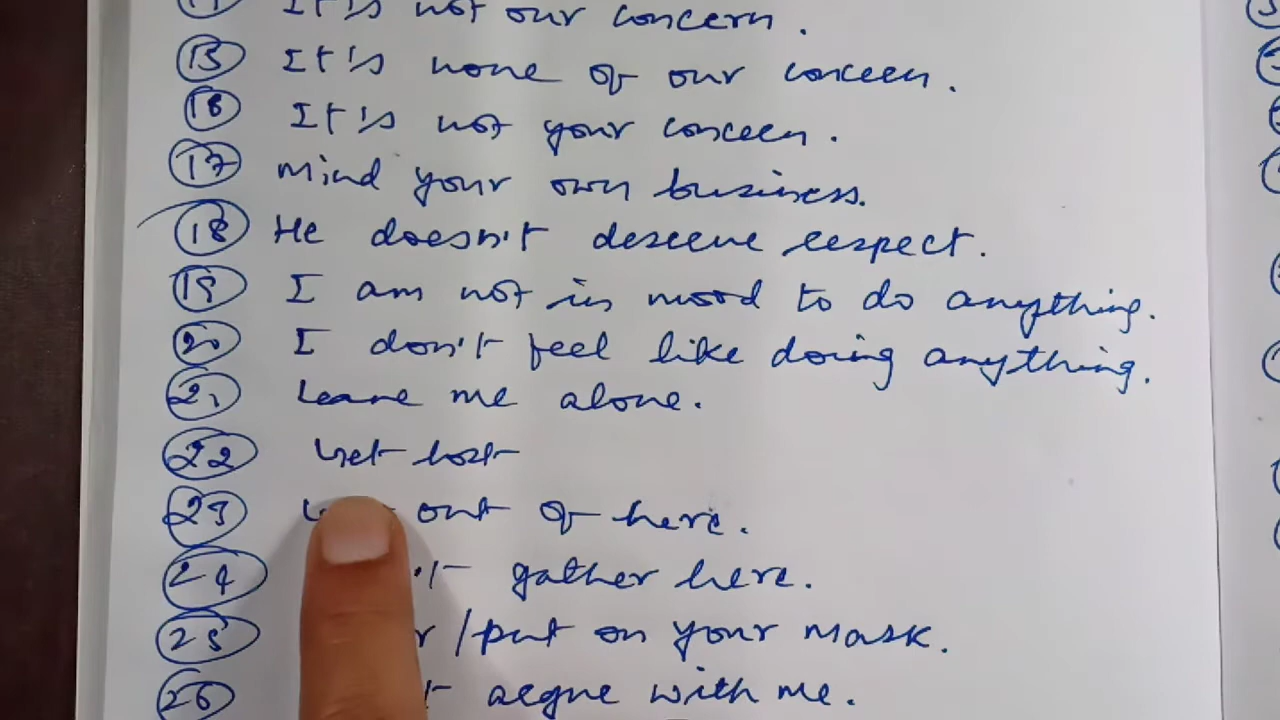 14 It's not our concern.
15 It's none of our concern.
16 It's not your concern.
17 Mind your own business.
18 He doesn't deserve respect.
19 I am not in mood to do anything.
20 I don't feel like doing anything.
21 Leave me alone.
22 Get lost
23 out of here.
24 gather here.
25 /put on your mask.
26 argue with me.